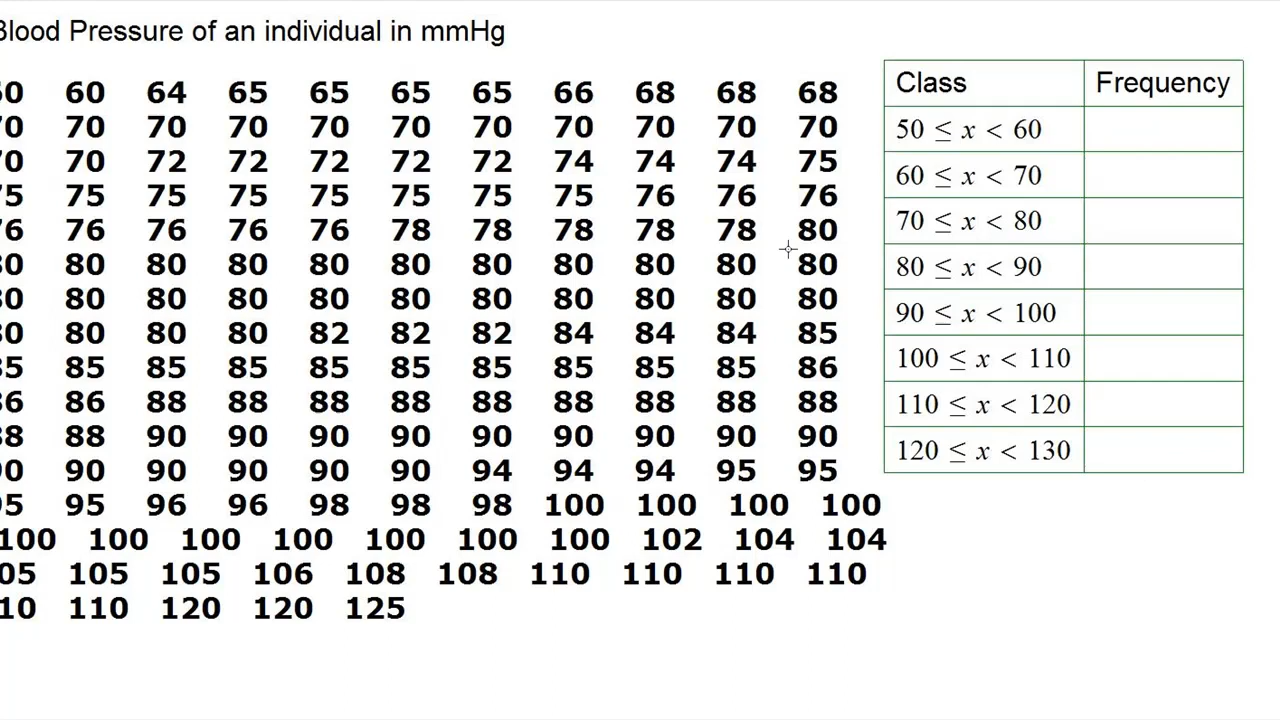 Blood Pressure of an individual in mmHg
60 64 65 65 65 65 66 68 68 68
70 70 70 70 70 70 70 70 70 70
70 72 72 72 72 72 74 74 74 75
75 75 75 75 75 75 75 76 76 76
76 76 76 76 78 78 78 78 78 80
80 80 80 80 80 80 80 80 80 80
80 80 80 80 80 80 80 80 80 80
80 80 80 82 82 82 84 84 84 85
85 85 85 85 85 85 85 85 85 86
86 88 88 88 88 88 88 88 88 88
88 90 90 90 90 90 90 90 90 90
90 90 90 90 90 94 94 94 95 95
95 96 96 98 98 98 100 100 100 100
100 100 100 100 100 100 100 102 104 104
105 105 106 108 108 110 110 110 110
110 120 120 125
Class Frequency
50 ≤ x < 60
60 ≤ x < 70
70 ≤ x < 80
80 ≤ x < 90
90 ≤ x < 100
100 ≤ x < 110
110 ≤ x < 120
120 ≤ x < 130